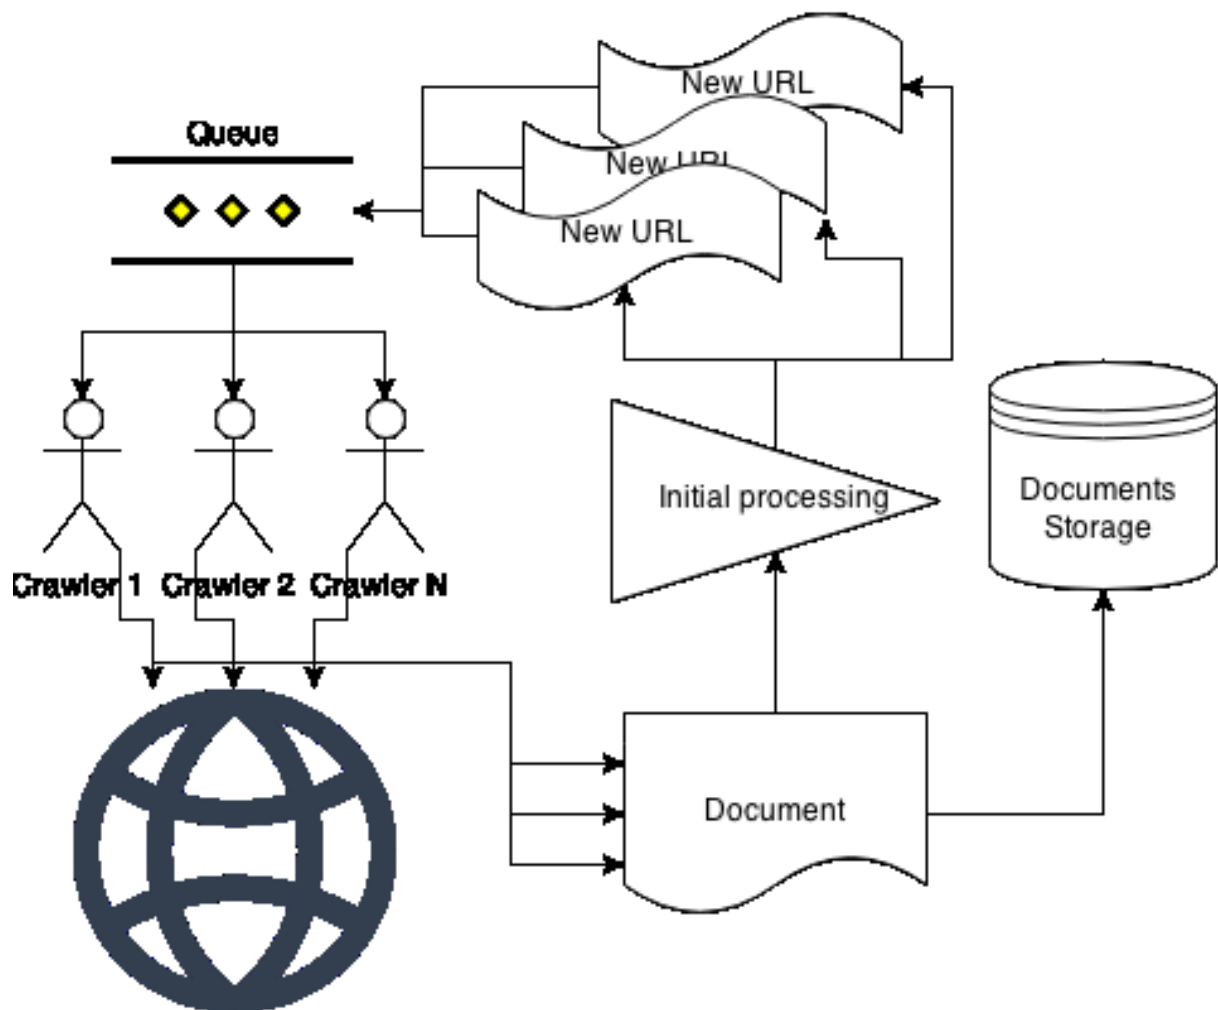 New URL
Queue
New URL
New URL
Initial processing
Documents
Storage
Crawler 1
Crawler 2
Crawler N
Document